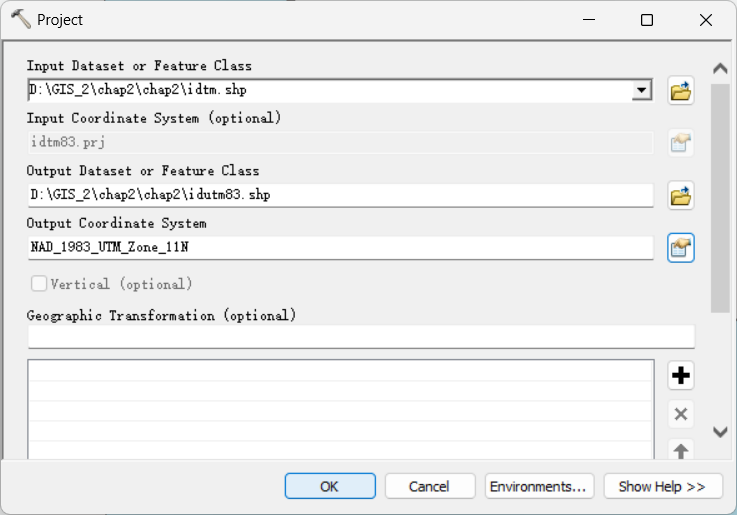 Project
Input Dataset or Feature Class
D:\GIS_2\chap2\chap2\idtm.shp
Input Coordinate System (optional)
idtm83.prj
Output Dataset or Feature Class
D:\GIS_2\chap2\chap2\idutm83.shp
Output Coordinate System
NAD_1983_UTM_Zone_11N
Vertical (optional)
Geographic Transformation (optional)
OK Cancel Environments... Show Help >>